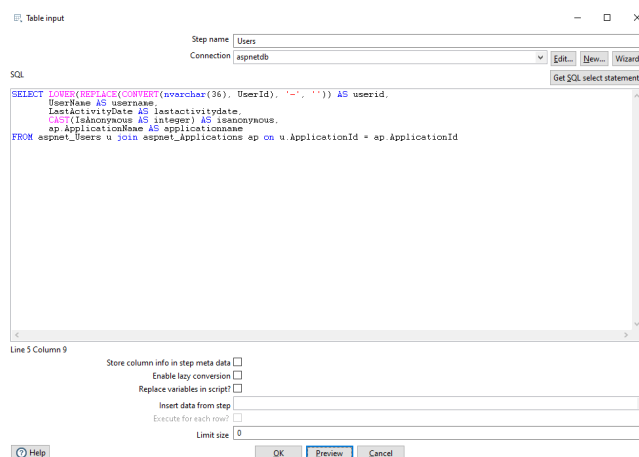 Table input
Step name Users
Connection aspnetdb Edit... New... Wizard
SQL Get SQL select statement
SELECT LOWER(REPLACE(CONVERT(nvarchar(36), UserId), '-', '')) AS userid,
UserName AS username,
LastActivityDate AS lastactivitydate,
CAST(IsAnonymous AS integer) AS isanonymous,
ap.ApplicationName AS applicationname
FROM aspnet_Users u join aspnet_Applications ap on u.ApplicationId = ap.ApplicationId
Line 5 Column 9
Store column info in step meta data
Enable lazy conversion
Replace variables in script?
Insert data from step
Execute for each row?
Limit size 0
Help OK Preview Cancel